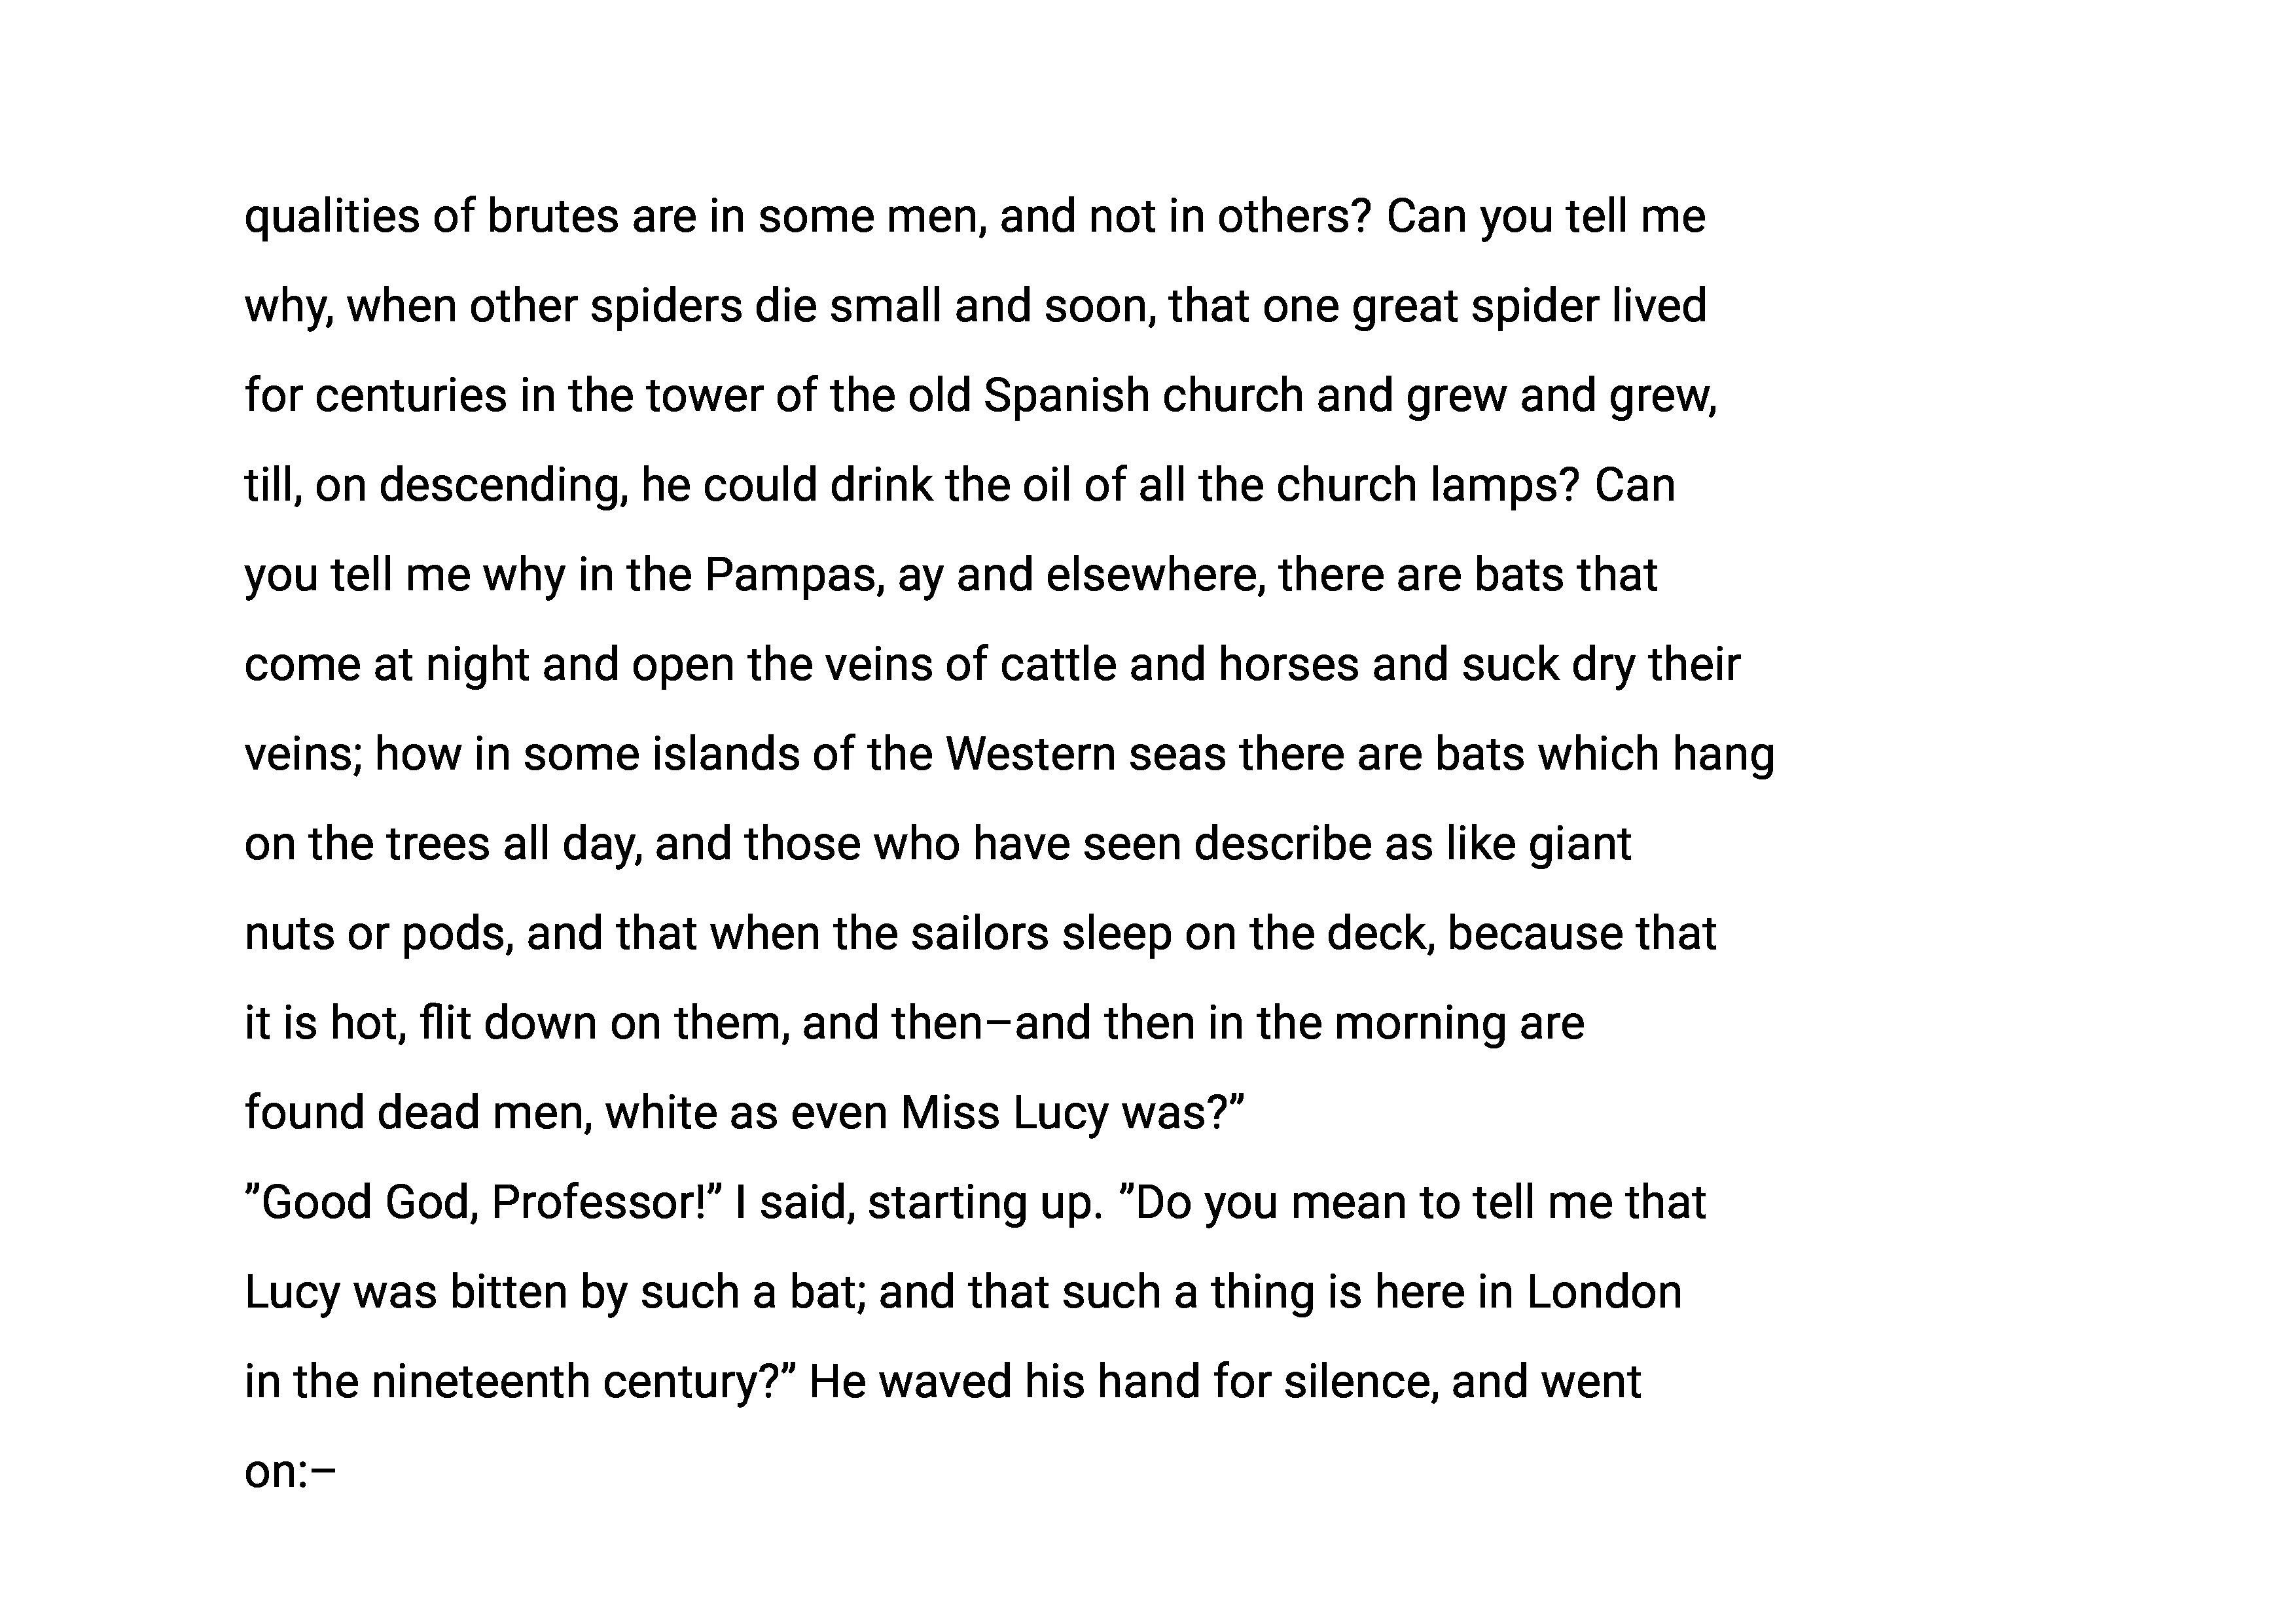 qualities of brutes are in some men, and not in others? Can you tell me
why, when other spiders die small and soon, that one great spider lived
for centuries in the tower of the old Spanish church and grew and grew,
till, on descending, he could drink the oil of all the church lamps? Can
you tell me why in the Pampas, ay and elsewhere, there are bats that
come at night and open the veins of cattle and horses and suck dry their
veins; how in some islands of the Western seas there are bats which hang
on the trees all day, and those who have seen describe as like giant
nuts or pods, and that when the sailors sleep on the deck, because that
it is hot, flit down on them, and then–and then in the morning are
found dead men, white as even Miss Lucy was?”
”Good God, Professor!” I said, starting up. ”Do you mean to tell me that
Lucy was bitten by such a bat; and that such a thing is here in London
in the nineteenth century?” He waved his hand for silence, and went
on:–